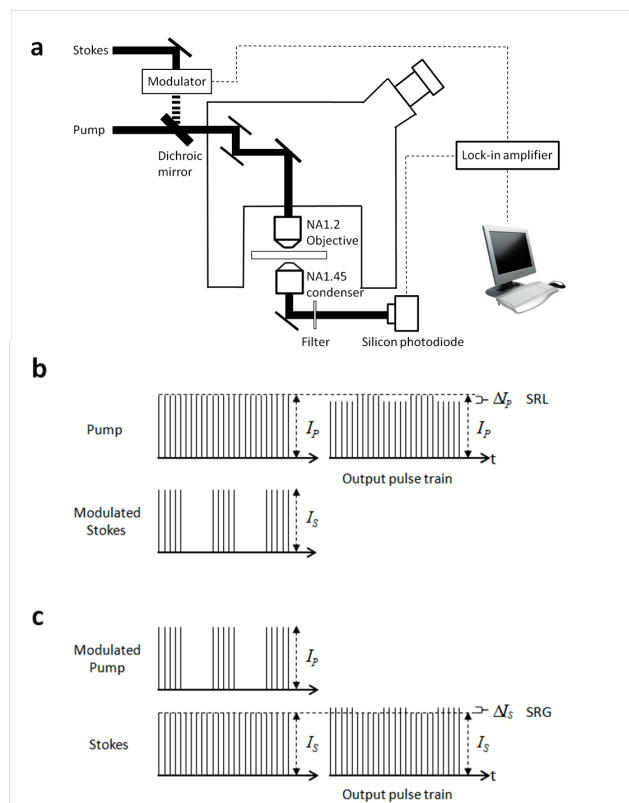 a
Stokes
Modulator
Pump
Dichroic
mirror
Lock-in amplifier
NA1.2
Objective
NA1.45
condenser
Filter
Silicon photodiode
b
Pump
I_P
ΔI_P SRL
I_P
t
Output pulse train
Modulated
Stokes
I_S
c
Modulated
Pump
I_P
Stokes
I_S
ΔI_S SRG
I_S
t
Output pulse train